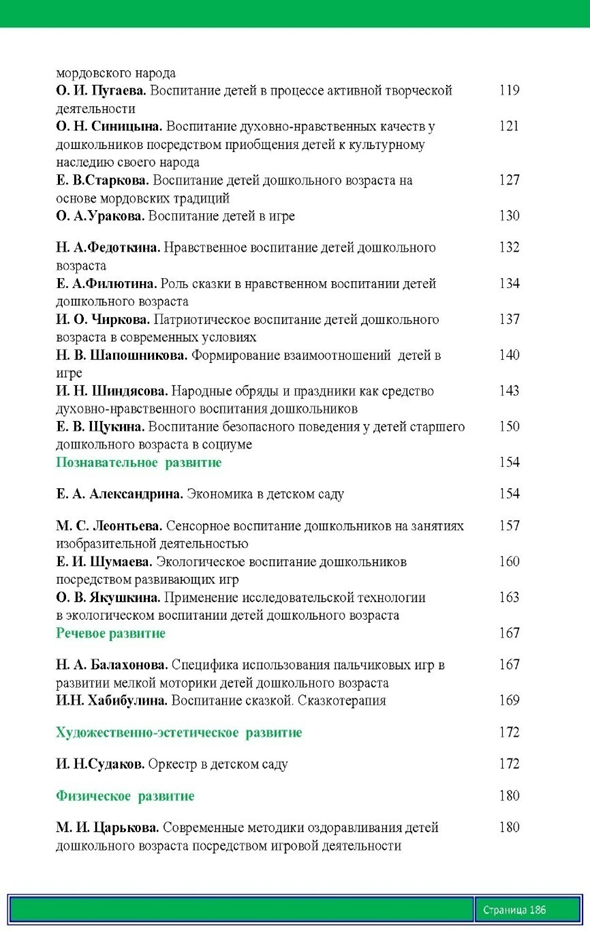 мордовского народа
О. И. Пугаева. Воспитание детей в процессе активной творческой 119
деятельности
О. Н. Синицына. Воспитание духовно-нравственных качеств у 121
дошкольников посредством приобщения детей к культурному
наследию своего народа
Е. В.Старкова. Воспитание детей дошкольного возраста на 127
основе мордовских традиций
О. А.Уракова. Воспитание детей в игре 130
Н. А.Федоткина. Нравственное воспитание детей дошкольного 132
возраста
Е. А.Филютина. Роль сказки в нравственном воспитании детей 134
дошкольного возраста
И. О. Чиркова. Патриотическое воспитание детей дошкольного 137
возраста в современных условиях
Н. В. Шапошникова. Формирование взаимоотношений детей в 140
игре
И. Н. Шиндясова. Народные обряды и праздники как средство 143
духовно-нравственного воспитания дошкольников
Е. В. Щукина. Воспитание безопасного поведения у детей старшего 150
дошкольного возраста в социуме
Познавательное развитие 154
Е. А. Александрина. Экономика в детском саду 154
М. С. Леонтьева. Сенсорное воспитание дошкольников на занятиях 157
изобразительной деятельностью
Е. И. Шумаева. Экологическое воспитание дошкольников 160
посредством развивающих игр
О. В. Якушкина. Применение исследовательской технологии 163
в экологическом воспитании детей дошкольного возраста
Речевое развитие 167
Н. А. Балахонова. Специфика использования пальчиковых игр в 167
развитии мелкой моторики детей дошкольного возраста
И.Н. Хабибулина. Воспитание сказкой. Сказкотерапия 169
Художественно-эстетическое развитие 172
И. Н.Судаков. Оркестр в детском саду 172
Физическое развитие 180
М. И. Царькова. Современные методики оздоравливания детей 180
дошкольного возраста посредством игровой деятельности
Страница 186